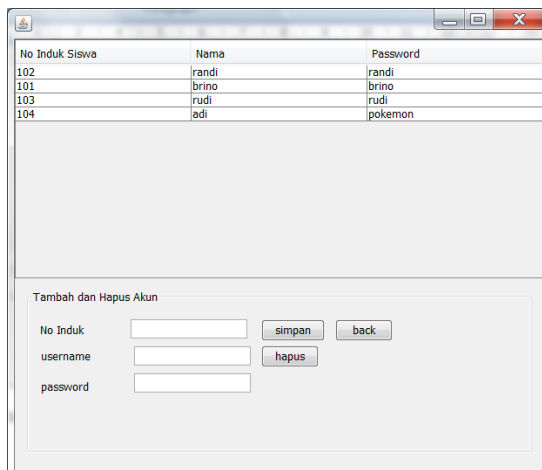 No Induk Siswa Nama Password
102 randi randi
101 brino brino
103 rudi rudi
104 adi pokemon
Tambah dan Hapus Akun
No Induk simpan back
username hapus
password